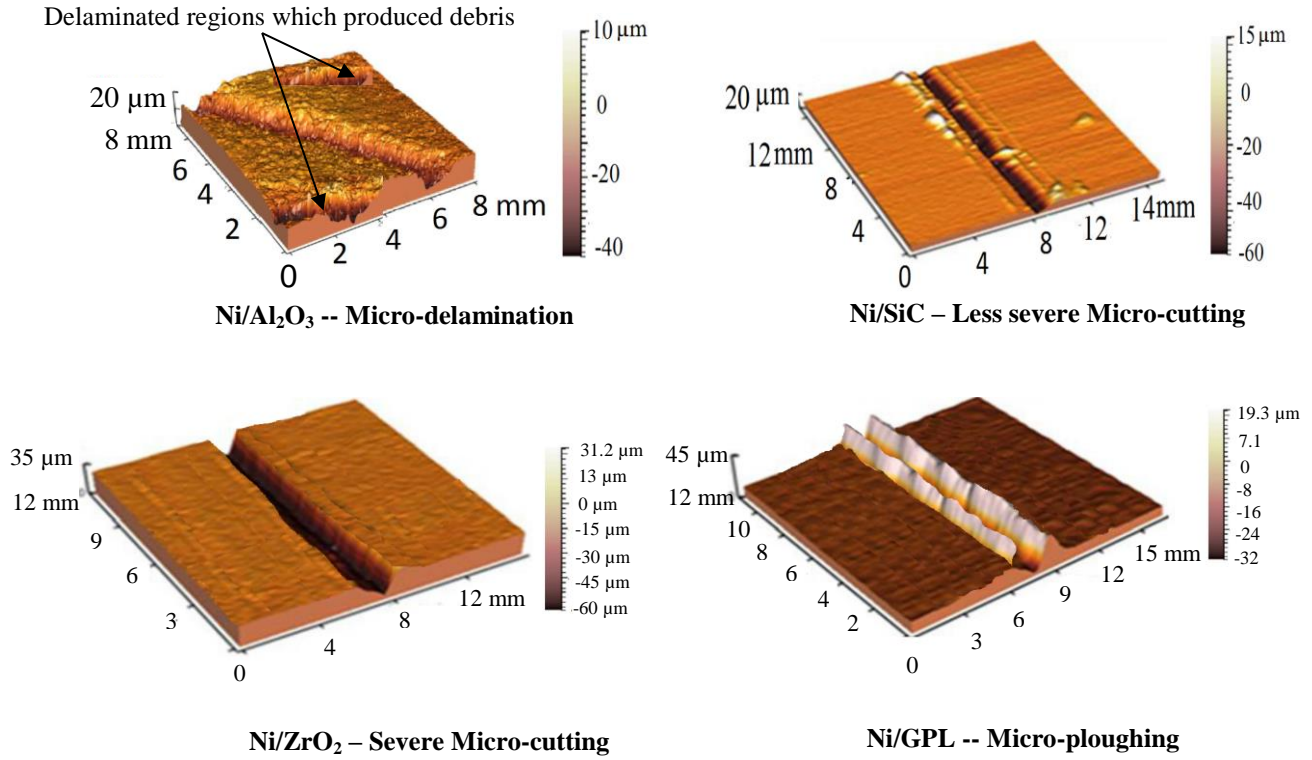 Delaminated regions which produced debris
20 µm
8 mm
6
4
2
0
2
4
6
8 mm
10 µm
0
-10
-20
-40
Ni/Al₂O₃ -- Micro-delamination
20 µm
12mm
8
4
0
4
8
12
14mm
15 µm
0
-20
-40
-60
Ni/SiC – Less severe Micro-cutting
35 µm
12 mm
9
6
3
0
4
8
12 mm
31.2 µm
13 µm
0 µm
-15 µm
-30 µm
-45 µm
-60 µm
Ni/ZrO₂ – Severe Micro-cutting
45 µm
12 mm
10
8
6
4
2
0
3
6
9
12
15 mm
19.3 µm
7.1
0
-8
-16
-24
-32
Ni/GPL -- Micro-ploughing